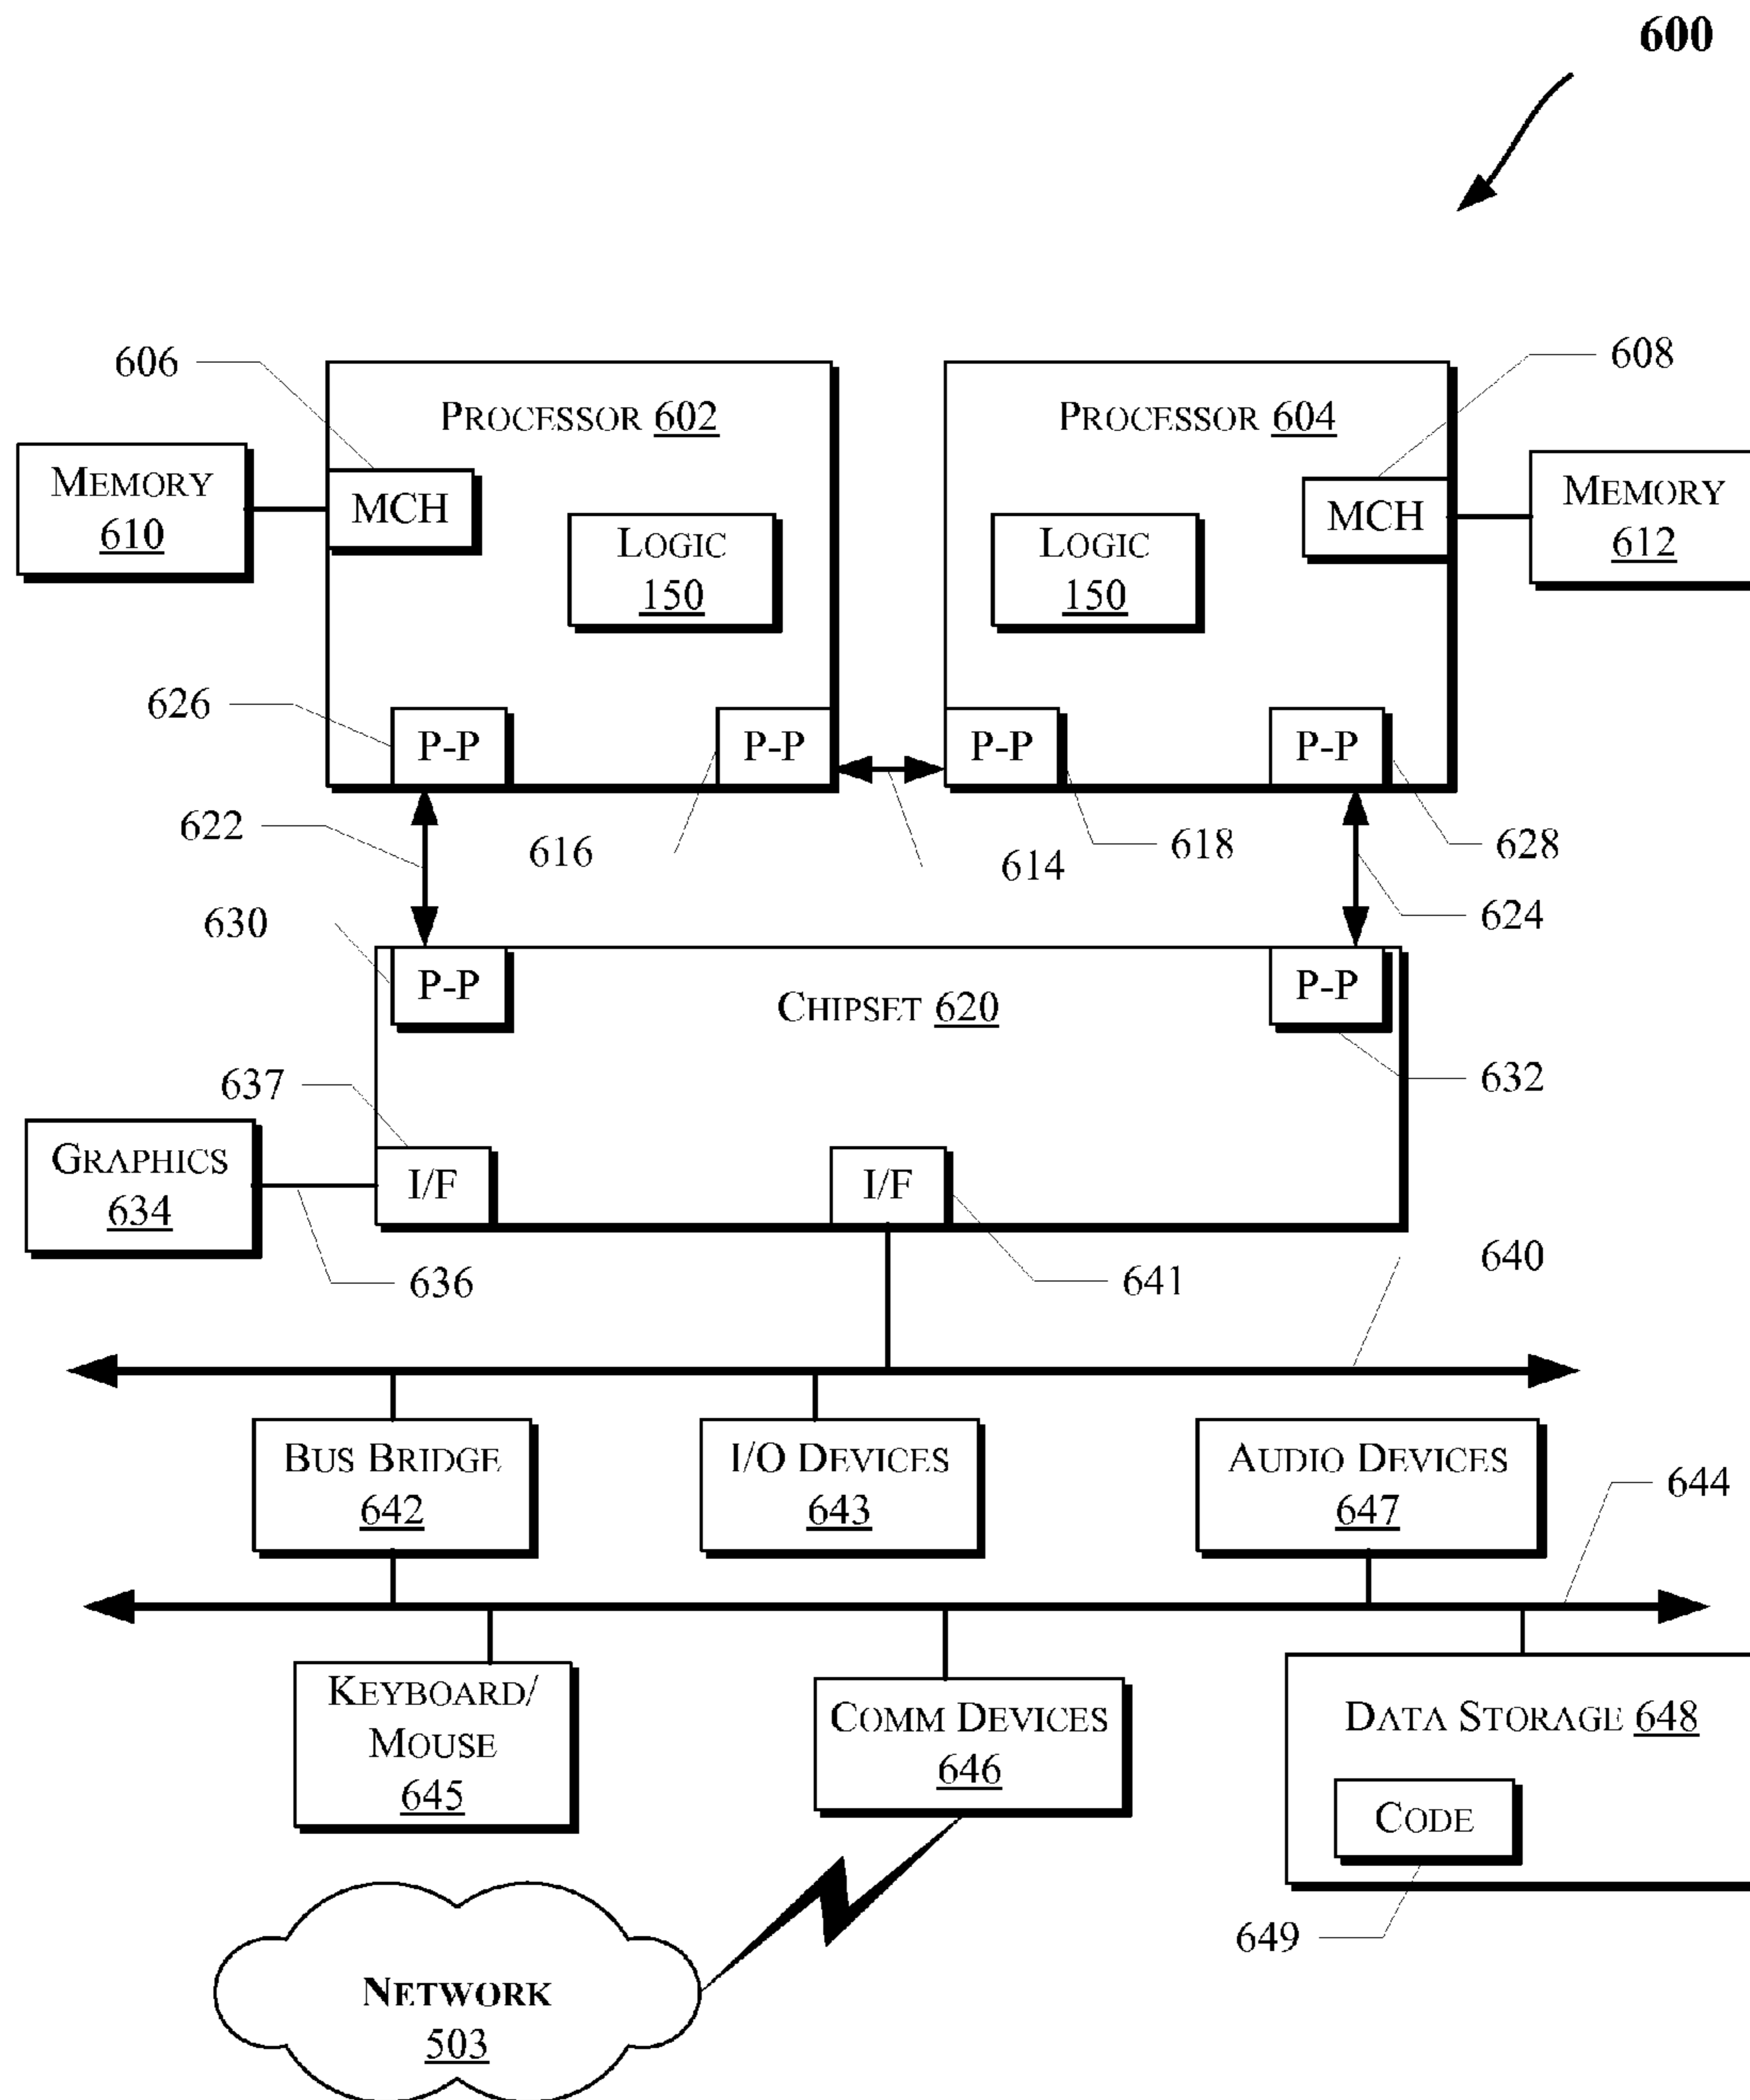 600
606
608
PROCESSOR 602
PROCESSOR 604
MEMORY
610
MCH
LOGIC
150
LOGIC
150
MCH
MEMORY
612
626
P-P
P-P
P-P
P-P
622
616
614
618
628
624
630
P-P
CHIPSET 620
P-P
632
637
GRAPHICS
634
I/F
I/F
636
641
640
BUS BRIDGE
642
I/O DEVICES
643
AUDIO DEVICES
647
644
KEYBOARD/
MOUSE
645
COMM DEVICES
646
DATA STORAGE 648
CODE
649
NETWORK
503